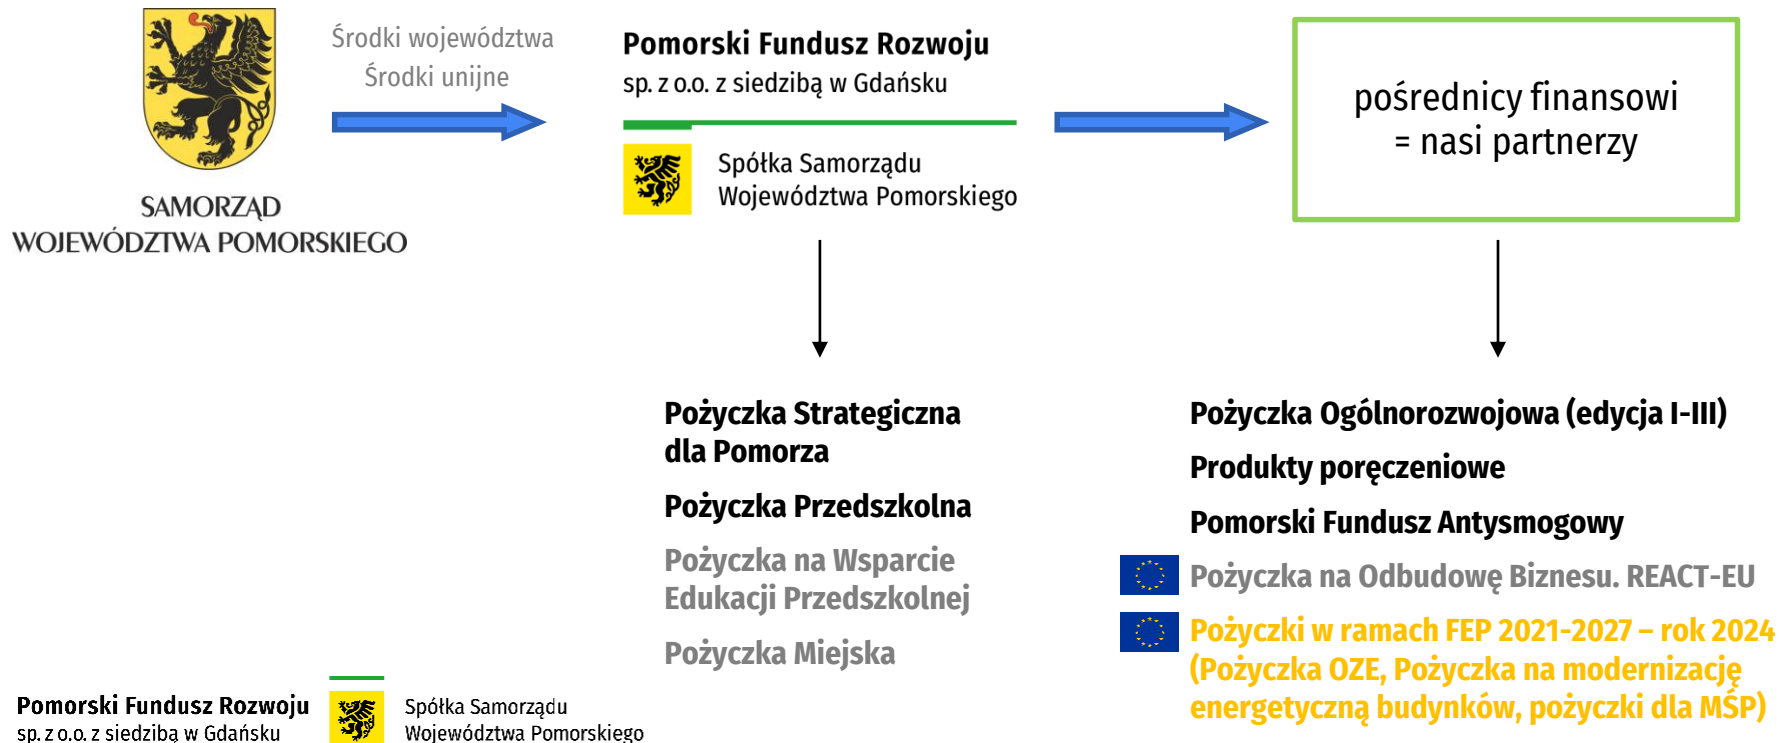 SAMORZĄD
WOJEWÓDZTWA POMORSKIEGO
Środki województwa
Środki unijne
Pomorski Fundusz Rozwoju
sp. z o.o. z siedzibą w Gdańsku
Spółka Samorządu
Województwa Pomorskiego
pośrednicy finansowi
= nasi partnerzy
Pożyczka Strategiczna
dla Pomorza
Pożyczka Przedszkolna
Pożyczka na Wsparcie
Edukacji Przedszkolnej
Pożyczka Miejska
Pożyczka Ogólnorozwojowa (edycja I-III)
Produkty poręczeniowe
Pomorski Fundusz Antysmogowy
Pożyczka na Odbudowę Biznesu. REACT-EU
Pożyczki w ramach FEP 2021-2027 – rok 2024
(Pożyczka OZE, Pożyczka na modernizację
energetyczną budynków, pożyczki dla MŚP)
Pomorski Fundusz Rozwoju
sp. z o.o. z siedzibą w Gdańsku
Spółka Samorządu
Województwa Pomorskiego